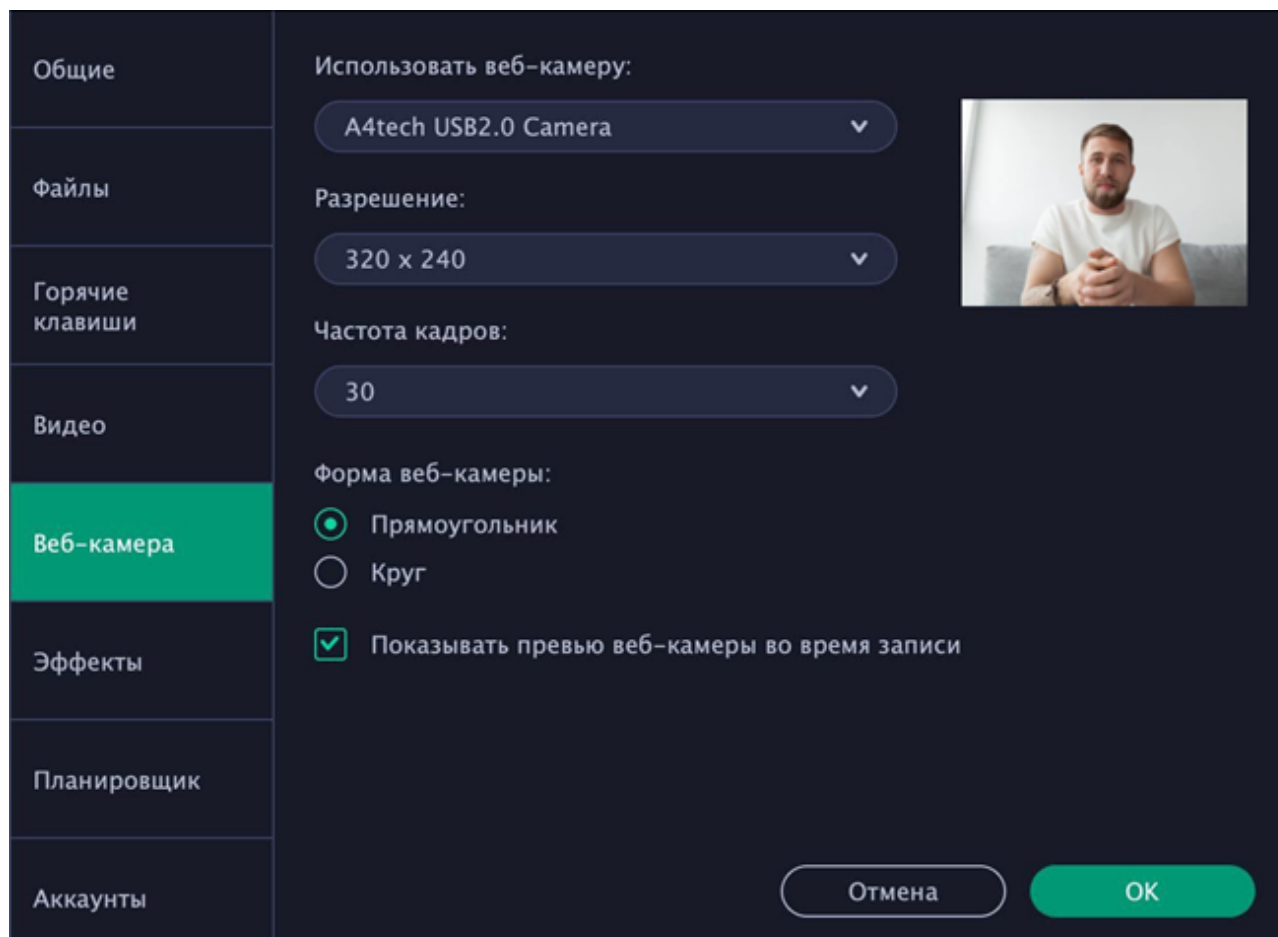 Общие
Файлы
Горячие
клавиши
Видео
Веб-камера
Эффекты
Планировщик
Аккаунты
Использовать веб-камеру:
A4tech USB2.0 Camera
Разрешение:
320 x 240
Частота кадров:
30
Форма веб-камеры:
Прямоугольник
Круг
Показывать превью веб-камеры во время записи
Отмена
OK